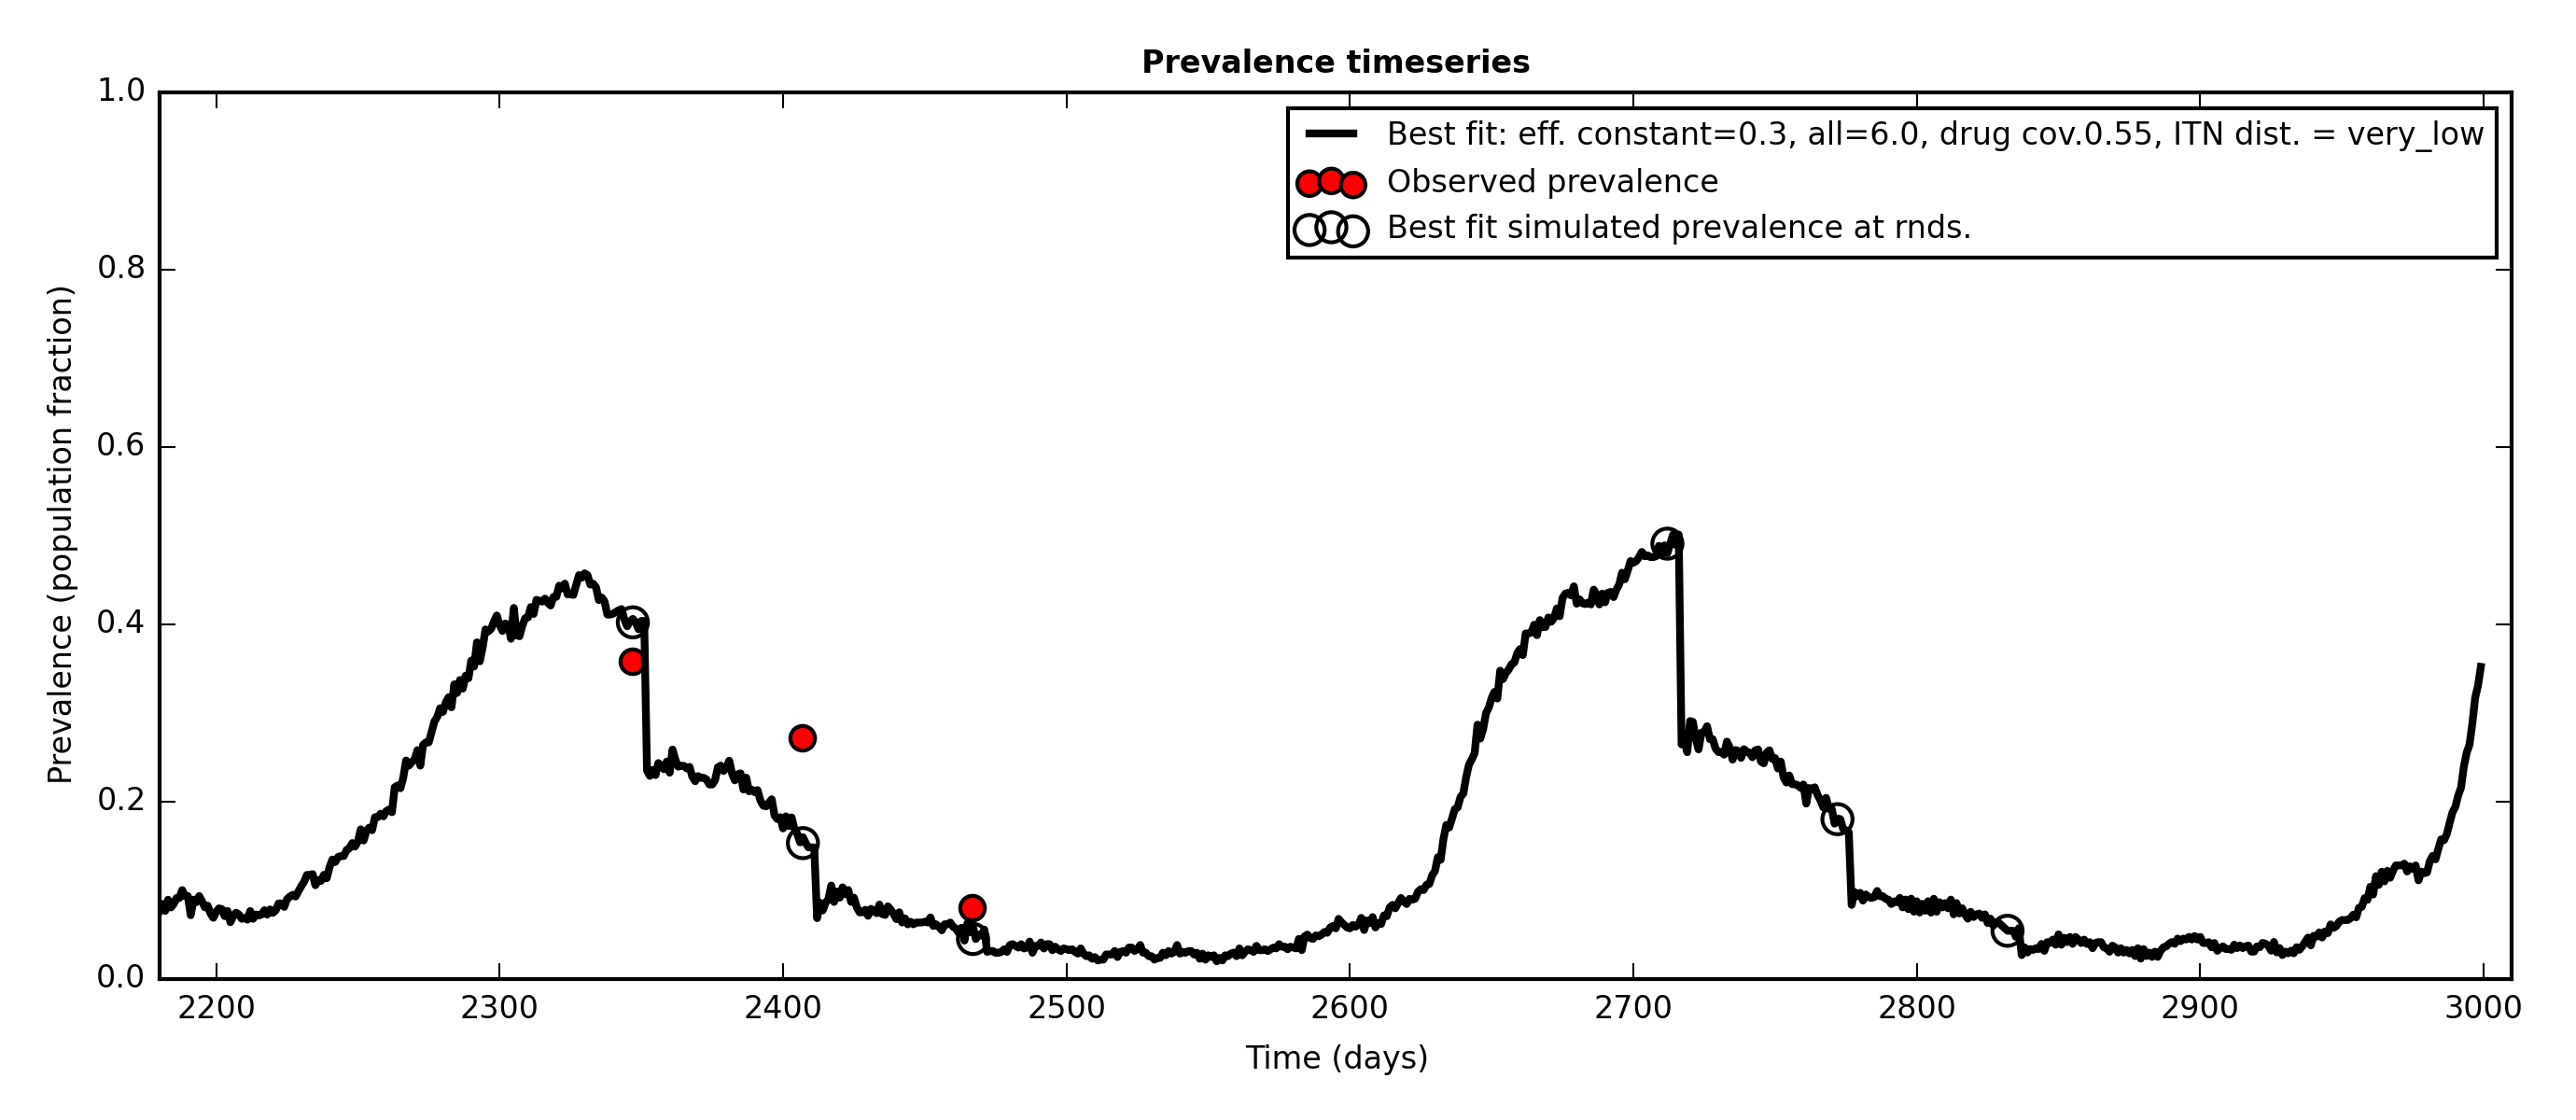 Prevalence timeseries
1.0
0.8
0.6
0.4
0.2
0.0
Prevalence (population fraction)
Best fit: eff. constant=0.3, all=6.0, drug cov.0.55, ITN dist. = very_low
Observed prevalence
Best fit simulated prevalence at rnds.
2200 2300 2400 2500 2600 2700 2800 2900 3000
Time (days)